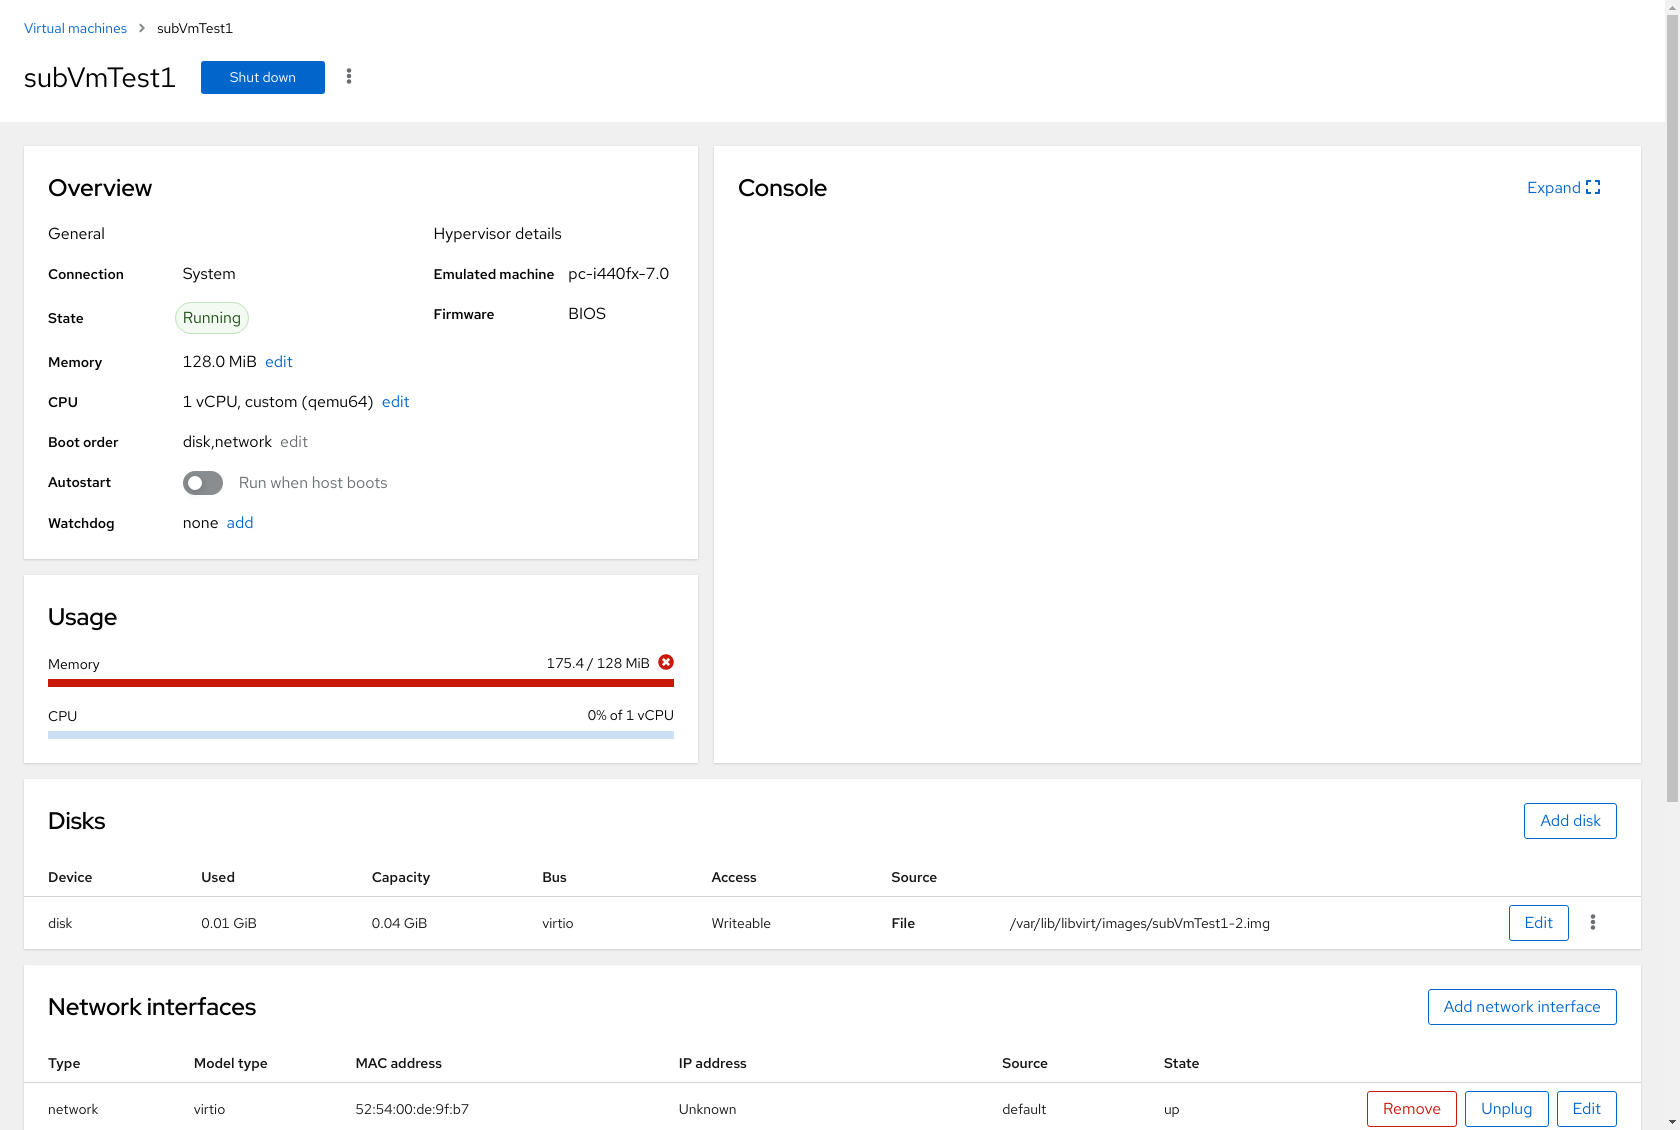 Virtual machines > subVmTest1
subVmTest1 Shut down
Overview
General
Connection System
State Running
Memory 128.0 MiB edit
CPU 1 vCPU, custom (qemu64) edit
Boot order disk,network edit
Autostart Run when host boots
Watchdog none add
Hypervisor details
Emulated machine pc-i440fx-7.0
Firmware BIOS
Console Expand
Usage
Memory 175.4 / 128 MiB
CPU 0% of 1 vCPU
Disks Add disk
Device Used Capacity Bus Access Source
disk 0.01 GiB 0.04 GiB virtio Writeable File /var/lib/libvirt/images/subVmTest1-2.img Edit
Network interfaces Add network interface
Type Model type MAC address IP address Source State
network virtio 52:54:00:de:9f:b7 Unknown default up Remove Unplug Edit